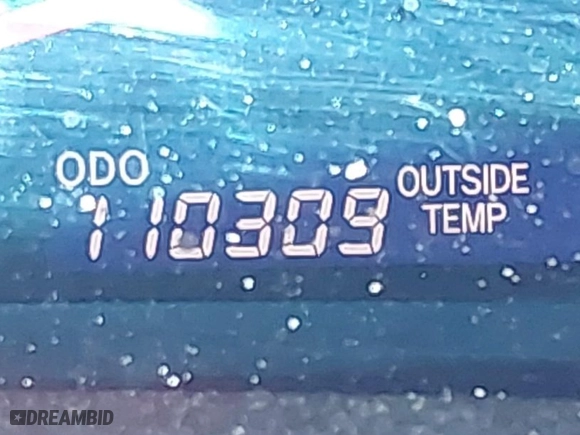 ODO
110309
OUTSIDE
TEMP
DREAMBID